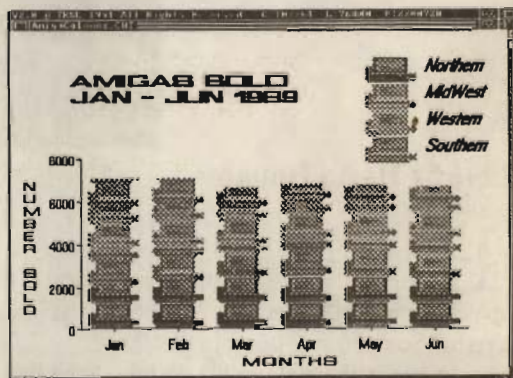 AMIGAS SOLD
JAN - JUN 1989
Northern
MidWest
Western
Southern
NUMBER SOLD
8000
6000
4000
2000
0
Jan Feb Mar Apr May Jun
MONTHS